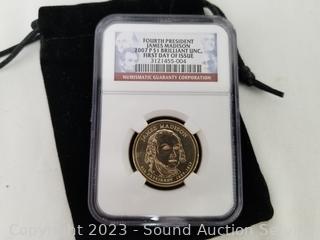 FOURTH PRESIDENT
JAMES MADISON
2007 P $1 BRILLIANT UNC.
FIRST DAY OF ISSUE
3121455-004
NUMISMATIC GUARANTY CORPORATION
JAMES MADISON
Copyright 2023 - Sound Auction Service